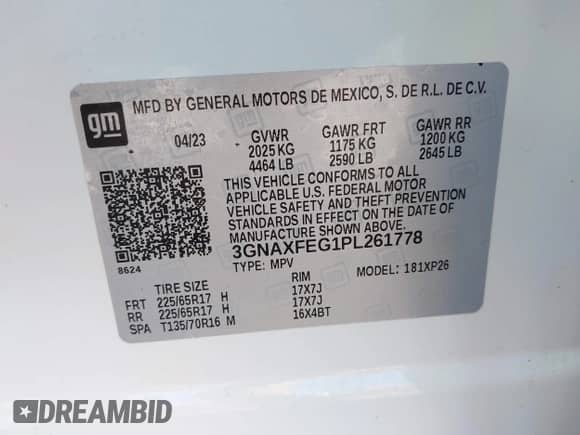 gm
MFD BY GENERAL MOTORS DE MEXICO, S. DE R.L. DE C.V.
04/23 GVWR GAWR FRT GAWR RR
2025 KG 1175 KG 1200 KG
4464 LB 2590 LB 2645 LB
THIS VEHICLE CONFORMS TO ALL
APPLICABLE U.S. FEDERAL MOTOR
VEHICLE SAFETY AND THEFT PREVENTION
STANDARDS IN EFFECT ON THE DATE OF
MANUFACTURE SHOWN ABOVE.
3GNAXFEG1PL261778
8624
TYPE: MPV MODEL: 181XP26
TIRE SIZE RIM
FRT 225/65R17 H 17X7J
RR 225/65R17 H 17X7J
SPA T135/70R16 M 16X4BT
DREAMBID